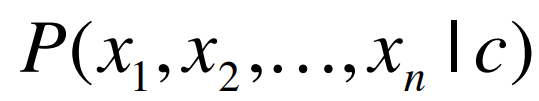 P(x₁, x₂, …, xₙ | c)